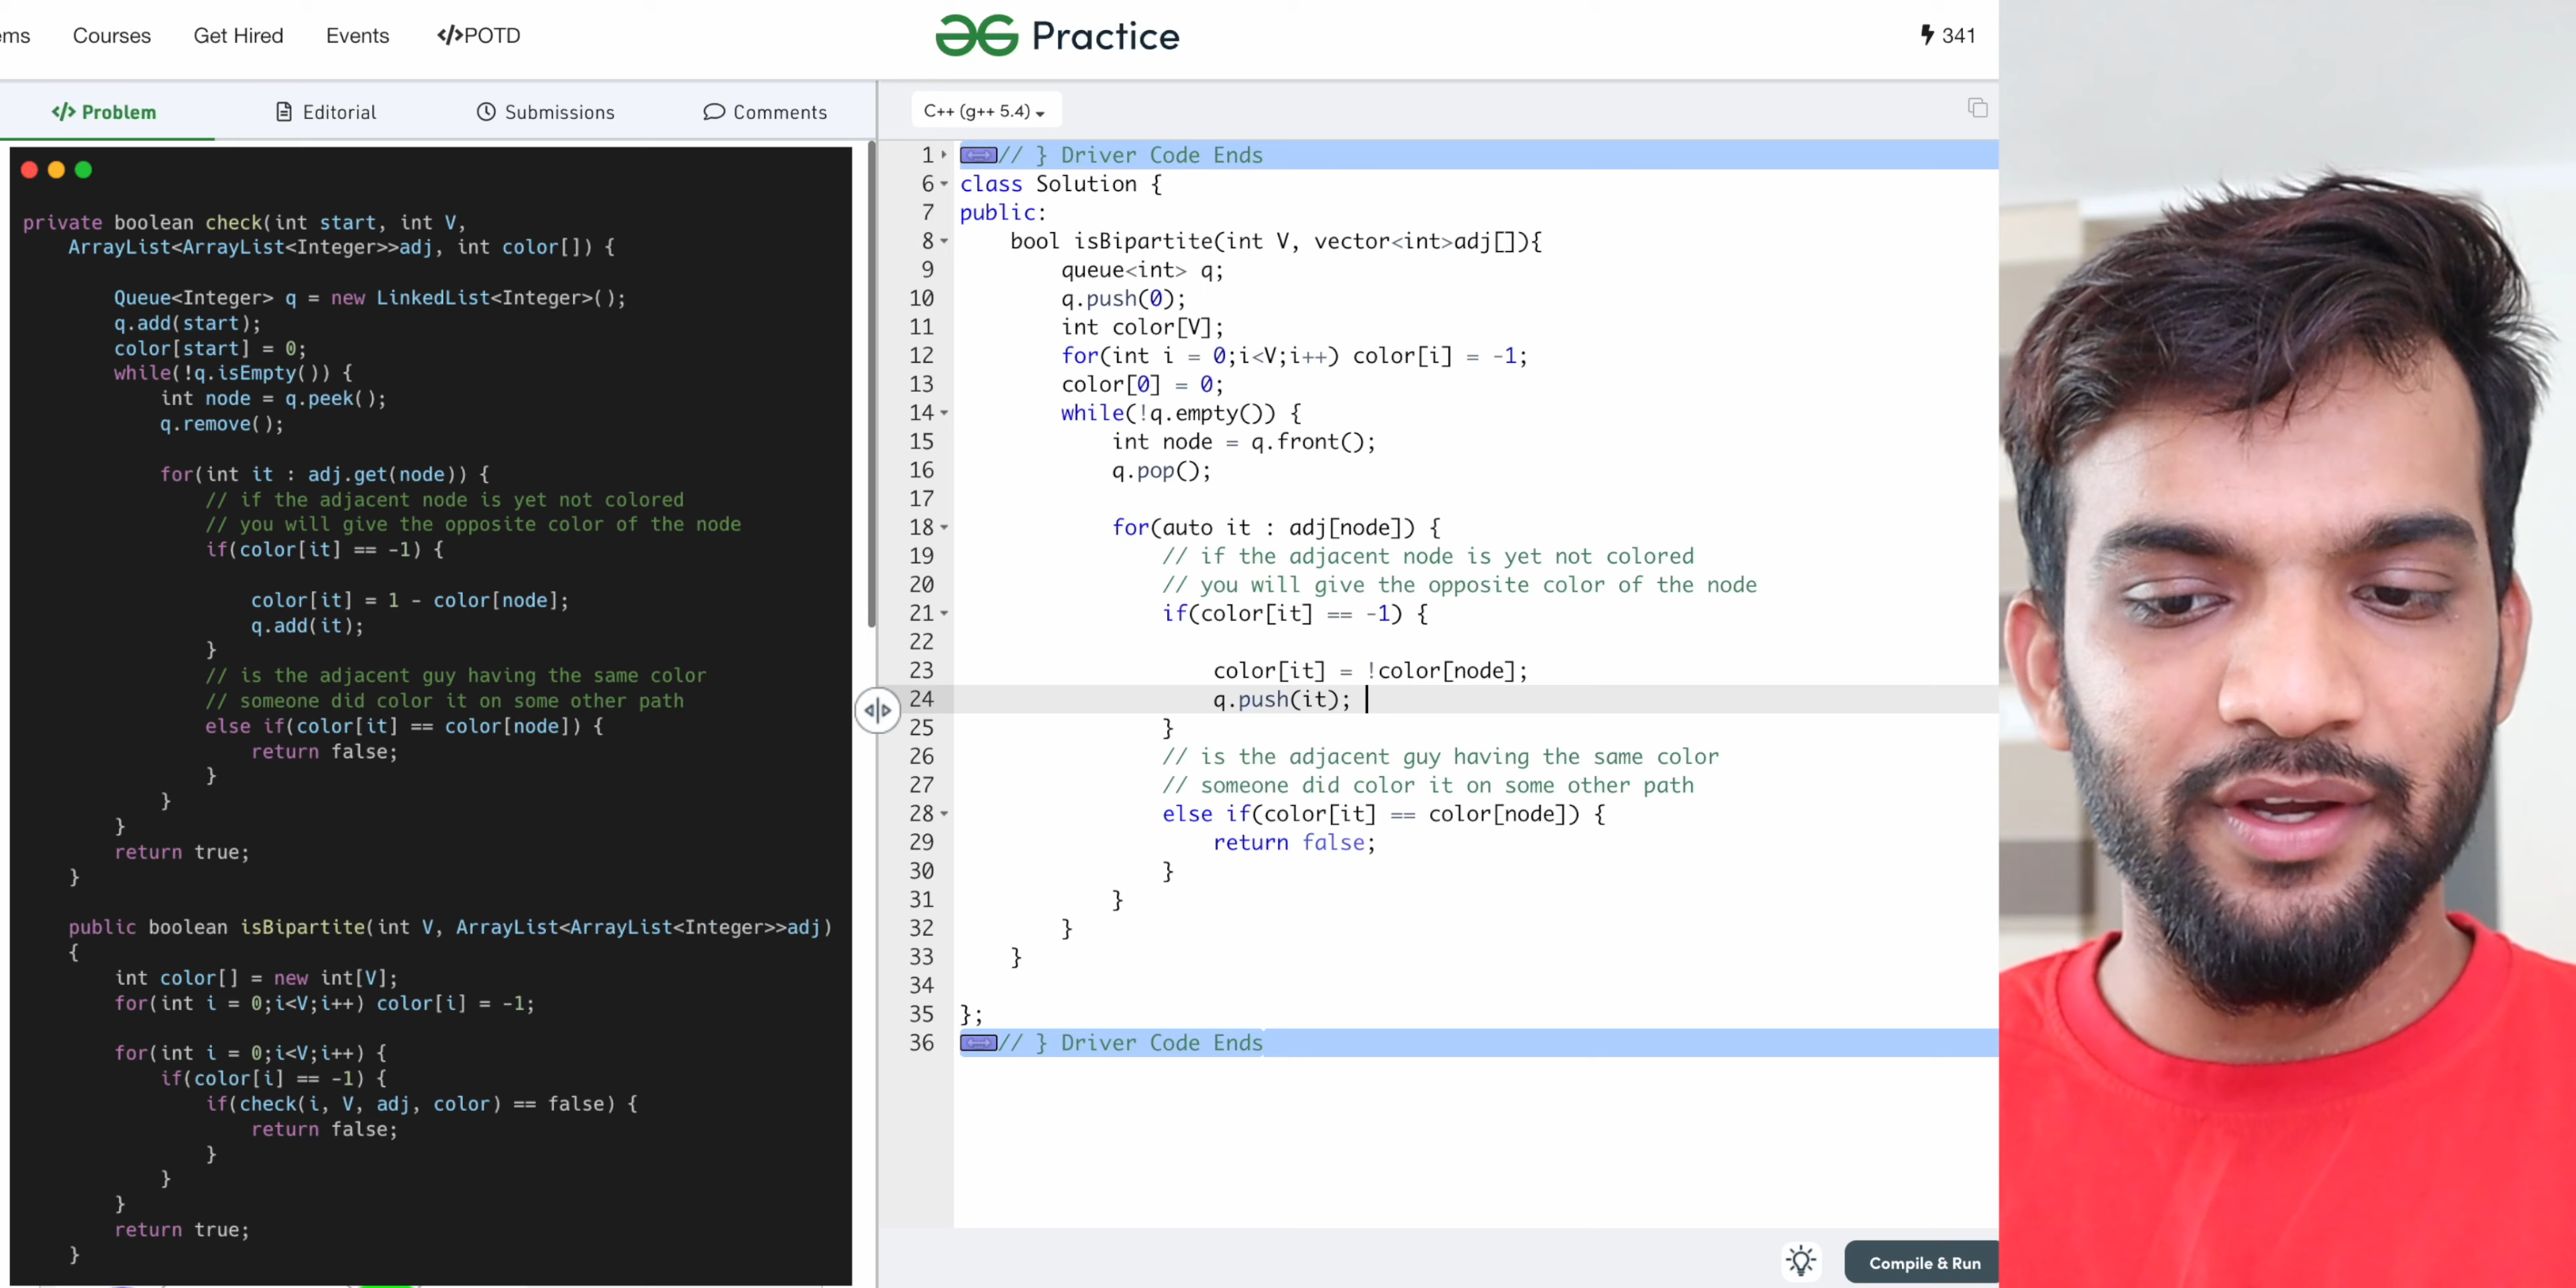 ms Courses Get Hired Events </>POTD
Practice
341
</> Problem Editorial Submissions Comments
private boolean check(int start, int V,
ArrayList<ArrayList<Integer>>adj, int color[]) {
Queue<Integer> q = new LinkedList<Integer>();
q.add(start);
color[start] = 0;
while(!q.isEmpty()) {
int node = q.peek();
q.remove();
for(int it : adj.get(node)) {
// if the adjacent node is yet not colored
// you will give the opposite color of the node
if(color[it] == -1) {
color[it] = 1 - color[node];
q.add(it);
}
// is the adjacent guy having the same color
// someone did color it on some other path
else if(color[it] == color[node]) {
return false;
}
}
}
return true;
}
public boolean isBipartite(int V, ArrayList<ArrayList<Integer>>adj)
{
int color[] = new int[V];
for(int i = 0;i<V;i++) color[i] = -1;
for(int i = 0;i<V;i++) {
if(color[i] == -1) {
if(check(i, V, adj, color) == false) {
return false;
}
}
}
return true;
}
C++ (g++ 5.4)
1 // } Driver Code Ends
6 class Solution {
7 public:
8 bool isBipartite(int V, vector<int>adj[]){
9 queue<int> q;
10 q.push(0);
11 int color[V];
12 for(int i = 0;i<V;i++) color[i] = -1;
13 color[0] = 0;
14 while(!q.empty()) {
15 int node = q.front();
16 q.pop();
17
18 for(auto it : adj[node]) {
19 // if the adjacent node is yet not colored
20 // you will give the opposite color of the node
21 if(color[it] == -1) {
22
23 color[it] = !color[node];
24 q.push(it);
25 }
26 // is the adjacent guy having the same color
27 // someone did color it on some other path
28 else if(color[it] == color[node]) {
29 return false;
30 }
31 }
32 }
33 }
34
35 };
36 // } Driver Code Ends
Compile & Run